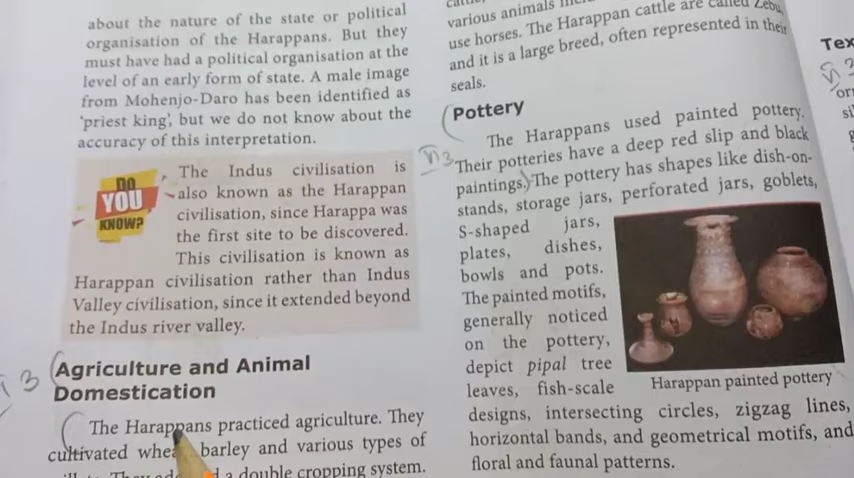 about the nature of the state or political
organisation of the Harappans. But they
must have had a political organisation at the
level of an early form of state. A male image
from Mohenjo-Daro has been identified as
'priest king', but we do not know about the
accuracy of this interpretation.
DO
YOU
KNOW?
The Indus civilisation is
also known as the Harappan
civilisation, since Harappa was
the first site to be discovered.
This civilisation is known as
Harappan civilisation rather than Indus
Valley civilisation, since it extended beyond
the Indus river valley.
3
Agriculture and Animal
Domestication
The Harappans practiced agriculture. They
cultivated barley and various types of
a double cropping system.
various animals
use horses. The Harappan cattle are called Zebu,
and it is a large breed, often represented in their
seals.
Pottery
The Harappans used painted pottery.
Their potteries have a deep red slip and black
paintings. The pottery has shapes like dish-on-
stands, storage jars, perforated jars, goblets,
S-shaped jars,
plates, dishes,
bowls and pots.
The painted motifs,
generally noticed
on the pottery,
depict pipal tree
leaves, fish-scale
designs, intersecting circles, zigzag lines,
horizontal bands, and geometrical motifs, and
floral and faunal patterns.
Harappan painted pottery